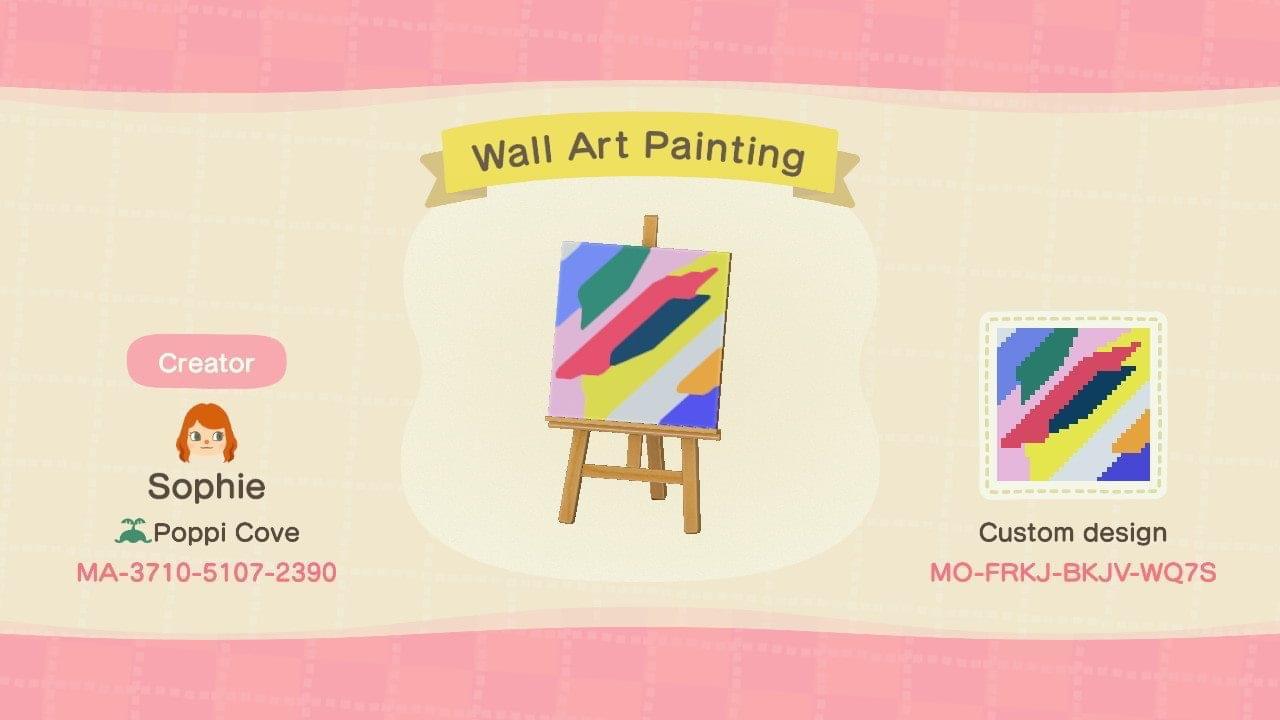 Wall Art Painting
Creator
Sophie
Poppi Cove
MA-3710-5107-2390
Custom design
MO-FRKJ-BKJV-WQ7S